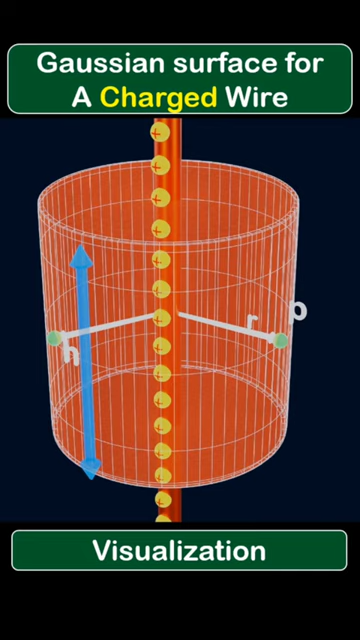 Gaussian surface for
A Charged Wire
r
p
h
Visualization